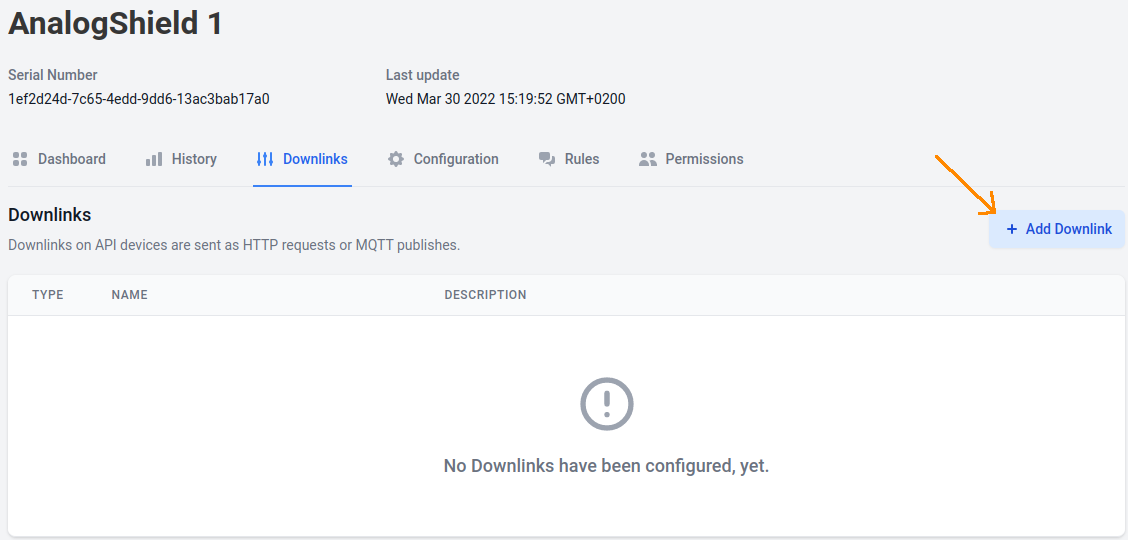 AnalogShield 1
Serial Number Last update
1ef2d24d-7c65-4edd-9dd6-13ac3bab17a0 Wed Mar 30 2022 15:19:52 GMT+0200
Dashboard History Downlinks Configuration Rules Permissions
Downlinks
+ Add Downlink
Downlinks on API devices are sent as HTTP requests or MQTT publishes.
TYPE NAME DESCRIPTION
No Downlinks have been configured, yet.